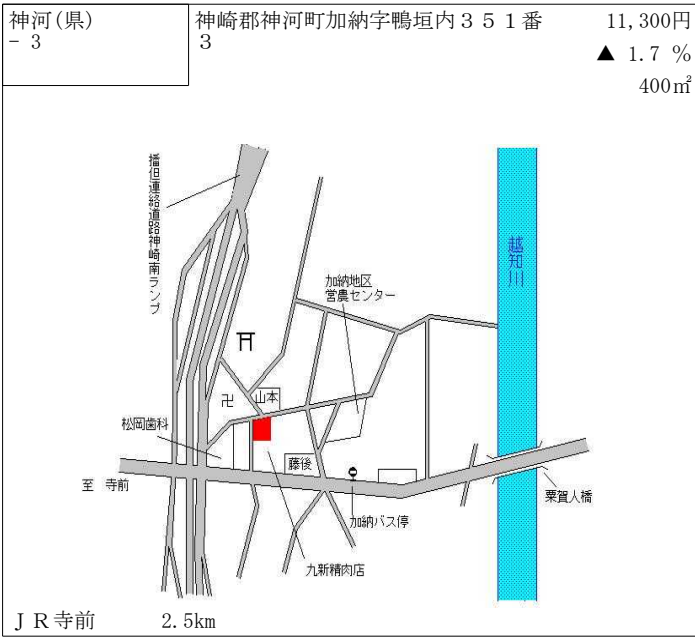 神河(県)
- 3
神崎郡神河町加納字鴨垣内３５１番
3
11,300円
▲ 1.7 %
400㎡
播但連絡道路神崎南ランプ
越知川
加納地区
営農センター
卍
山本
松岡歯科
藤後
至 寺前
加納バス停
粟賀人橋
九新精肉店
ＪＲ寺前 2.5km